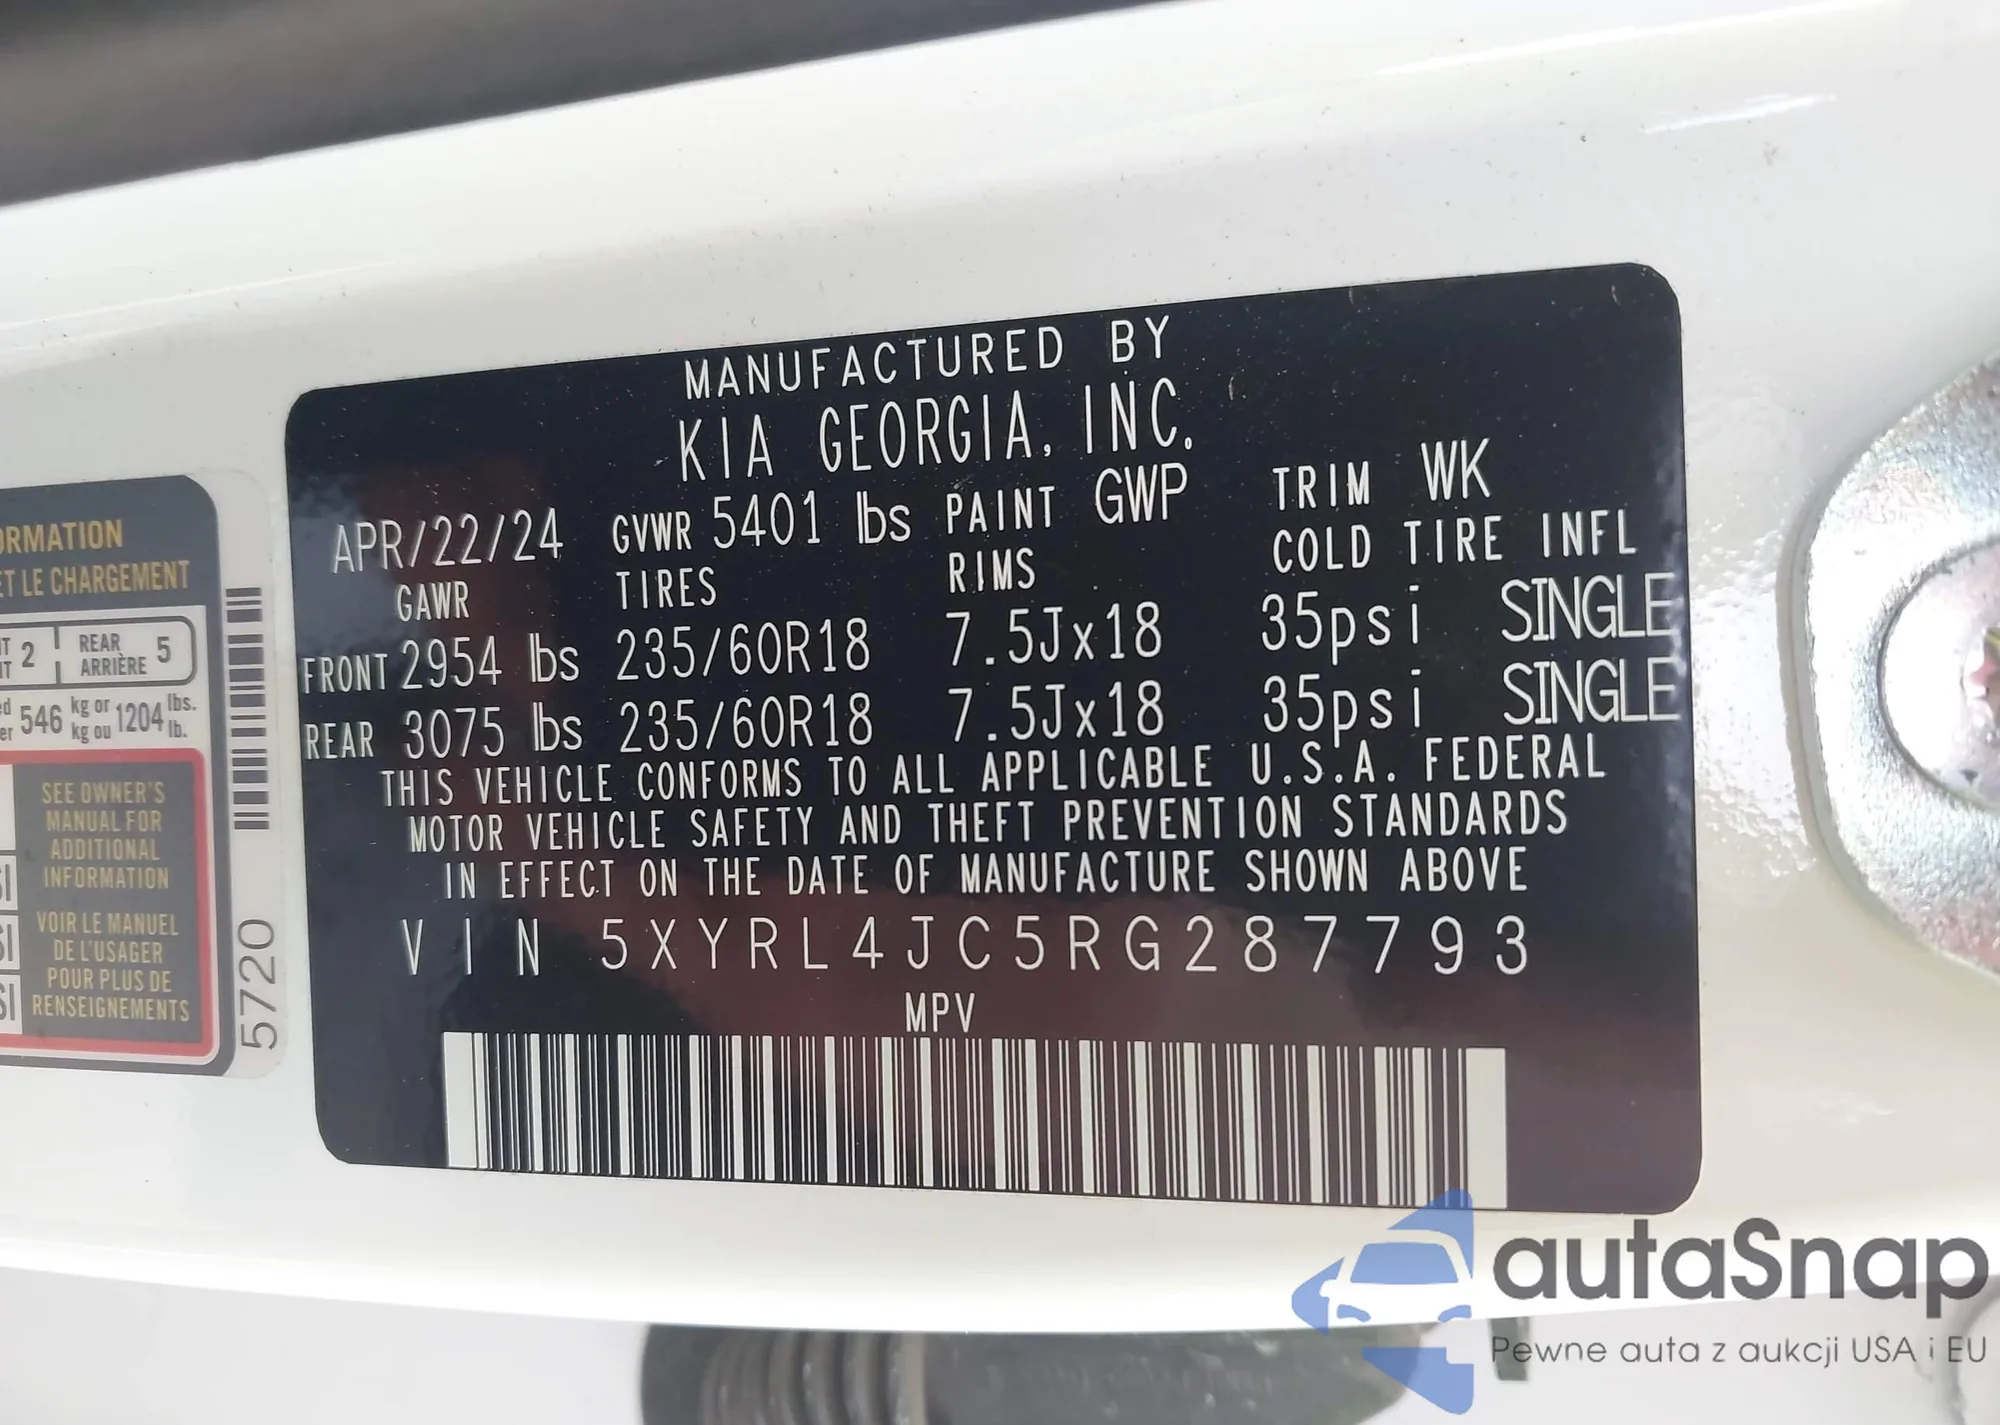 MANUFACTURED BY
KIA GEORGIA, INC.
APR/22/24 GVWR 5401 lbs PAINT GWP TRIM WK
GAWR TIRES RIMS COLD TIRE INFL
FRONT 2954 lbs 235/60R18 7.5Jx18 35psi SINGLE
REAR 3075 lbs 235/60R18 7.5Jx18 35psi SINGLE
THIS VEHICLE CONFORMS TO ALL APPLICABLE U.S.A. FEDERAL
MOTOR VEHICLE SAFETY AND THEFT PREVENTION STANDARDS
IN EFFECT ON THE DATE OF MANUFACTURE SHOWN ABOVE
VIN 5XYRL4JC5RG287793
MPV
ORMATION
ET LE CHARGEMENT
2 REAR 5
ARRIÈRE
546 kg or 1204 lbs.
kg ou lb.
SEE OWNER'S
MANUAL FOR
ADDITIONAL
INFORMATION
VOIR LE MANUEL
DE L'USAGER
POUR PLUS DE
RENSEIGNEMENTS
5720
autaSnap
Pewne auta z aukcji USA i EU